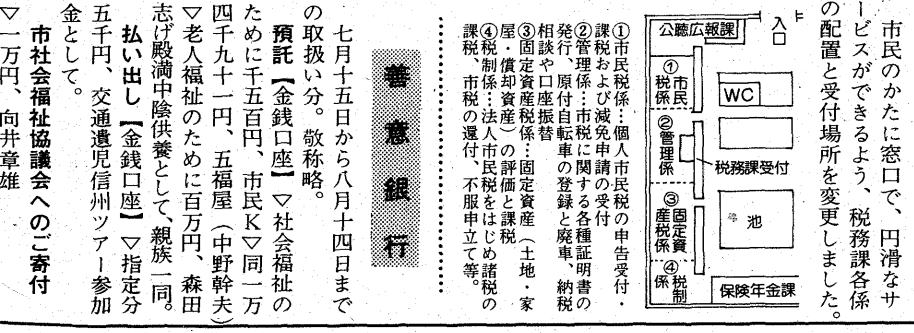 市民のかたに窓口で、円滑なサ
ービスができるよう、税務課各係
の配置と受付場所を変更しました。
入口
公聴広報課
①市民税係
WC
②管理係
税務課受付
③固定資産税係
池
④税制係
保険年金課
①市民税係…個人市民税の申告受付・
課税および減免申請の受付
②管理係…市税に関する各種証明書の
発行、原付自転車の登録と廃車、納税
相談や口座振替
③固定資産税係…固定資産（土地・家
屋・償却資産）の評価と課税
④税制係…法人市民税をはじめ諸税の
課税、市税の還付、不服申立て等。
善意銀行
七月十五日から八月十四日まで
の取扱い分。敬称略。
預託【金銭口座】▽社会福祉の
ために千五百円、市民K▽同一万
四千九十一円、五福屋（中野幹夫）
▽老人福祉のために百万円、森田
志げ殿満中陰供養として、親族一同。
払い出し【金銭口座】▽指定分
五千円、交通遺児信州ツアー参加
金として。
市社会福祉協議会へのご寄付
▽一万円、向井章雄